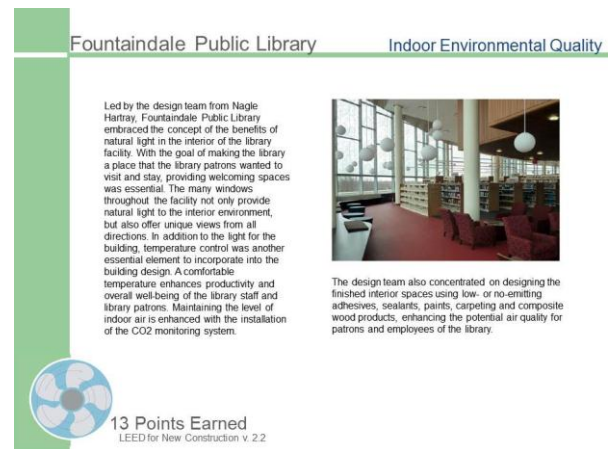 Fountaindale Public Library
Indoor Environmental Quality
Led by the design team from Nagle
Hartray, Fountaindale Public Library
embraced the concept of the benefits of
natural light in the interior of the library
facility. With the goal of making the library
a place that the library patrons wanted to
visit and stay, providing welcoming spaces
was essential. The many windows
throughout the facility not only provide
natural light to the interior environment,
but also offer unique views from all
directions. In addition to the light for the
building, temperature control was another
essential element to incorporate into the
building design. A comfortable
temperature enhances productivity and
overall well-being of the library staff and
library patrons. Maintaining the level of
indoor air is enhanced with the installation
of the CO2 monitoring system.
The design team also concentrated on designing the
finished interior spaces using low- or no-emitting
adhesives, sealants, paints, carpeting and composite
wood products, enhancing the potential air quality for
patrons and employees of the library.
13 Points Earned
LEED for New Construction v. 2.2